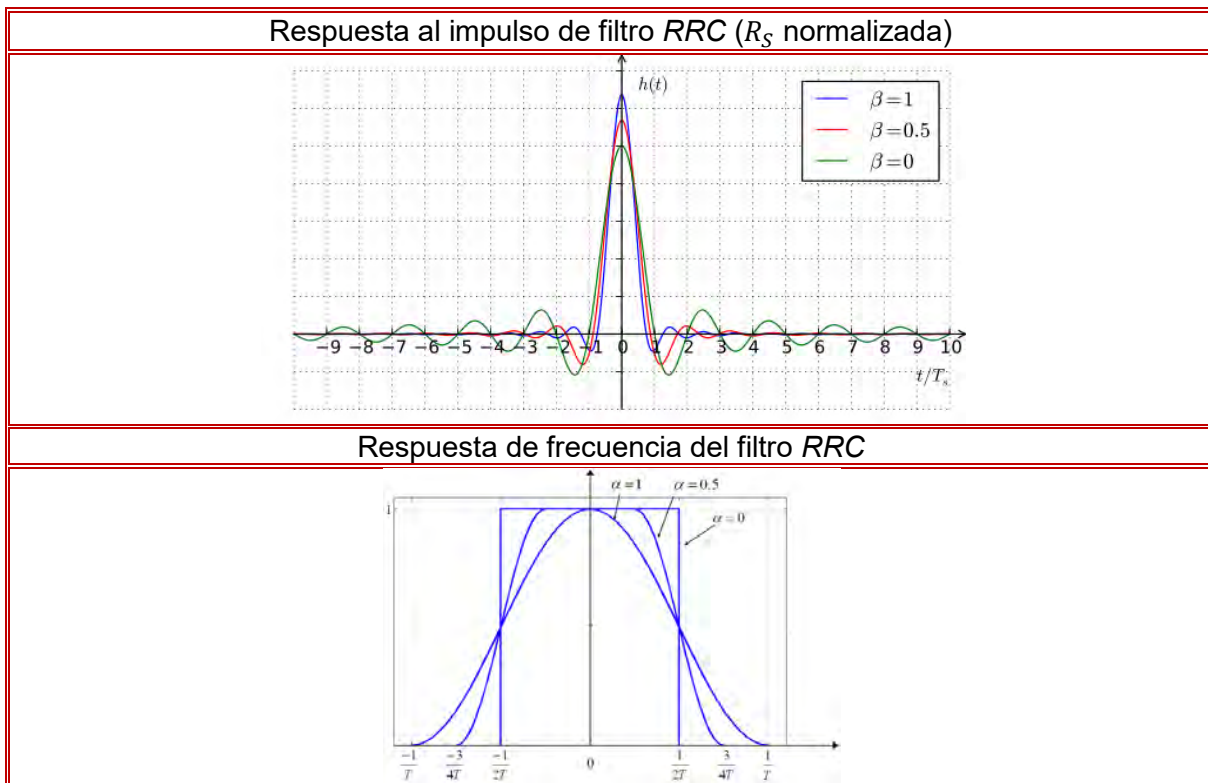 Respuesta al impulso de filtro RRC (R_S normalizada)
h(t)
β=1
β=0.5
β=0
−9 −8 −7 −6 −5 −4 −3 −2 −1 0 1 2 3 4 5 6 7 8 9 10
t/T_s
Respuesta de frecuencia del filtro RRC
α=1 α=0.5
1
α=0
−1/T −3/4T −1/2T 0 1/2T 3/4T 1/T